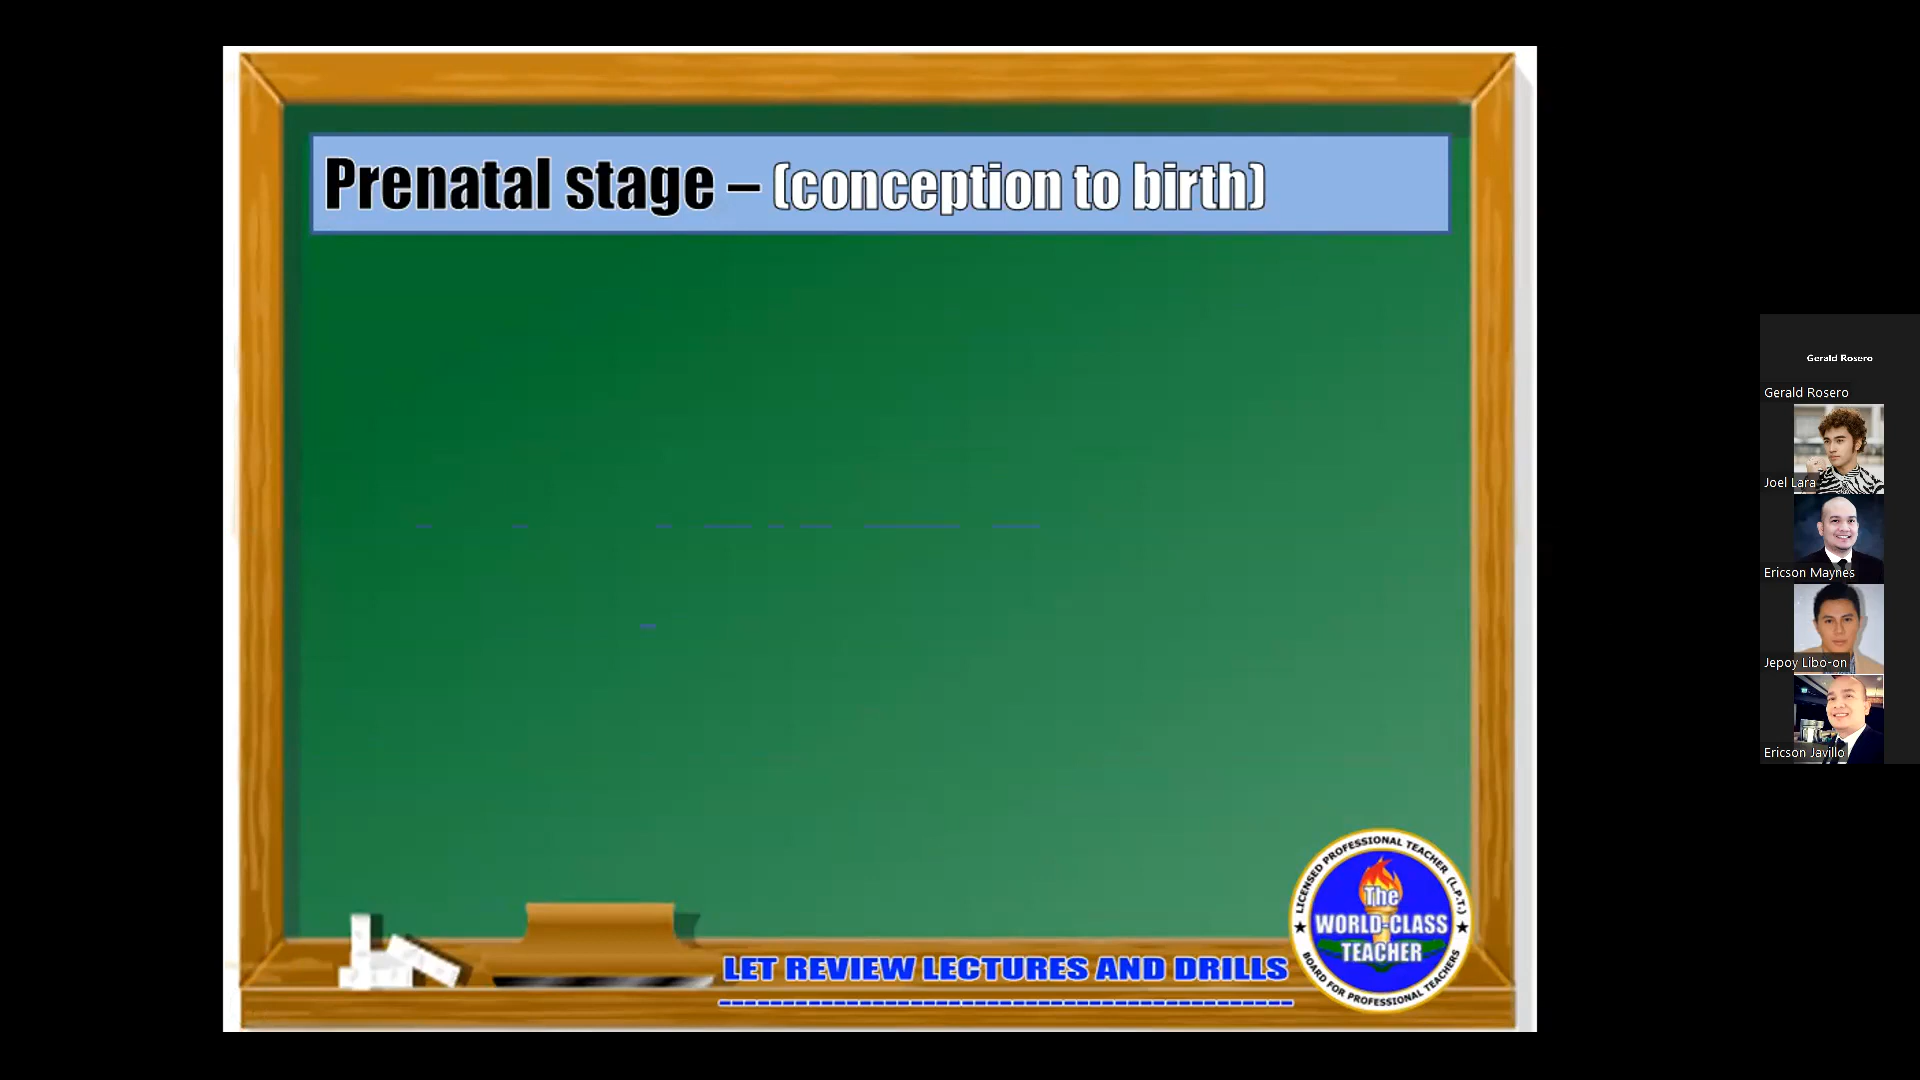 Prenatal stage – (conception to birth)
LICENSED PROFESSIONAL TEACHER (L.P.T.)
The
WORLD-CLASS
TEACHER
BOARD FOR PROFESSIONAL TEACHERS
LET REVIEW LECTURES AND DRILLS
Gerald Rosero
Gerald Rosero
Joel Lara
Ericson Maynes
Jepoy Libo-on
Ericson Javillo